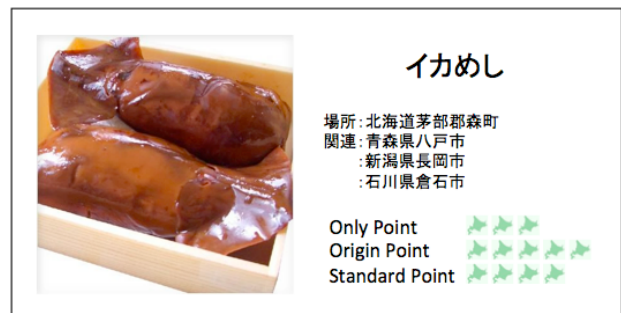 イカめし
場所:北海道茅部郡森町
関連:青森県八戸市
:新潟県長岡市
:石川県倉石市
Only Point
Origin Point
Standard Point